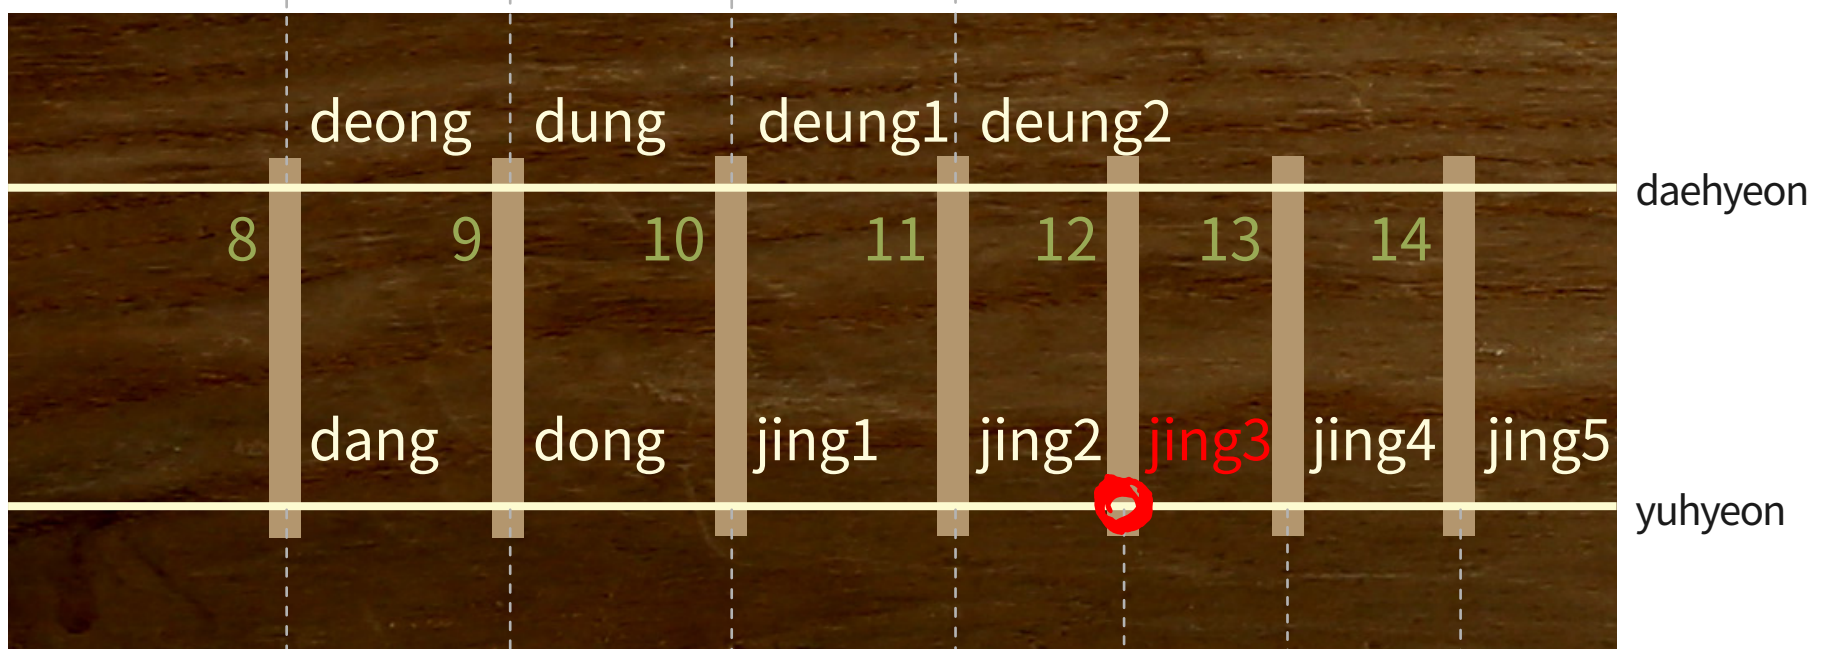 deong dung deung1 deung2
daehyeon
8 9 10 11 12 13 14
dang dong jing1 jing2 jing3 jing4 jing5
yuhyeon